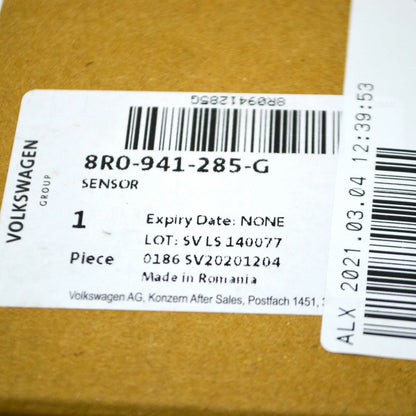 8R0941285G
8R0-941-285-G
SENSOR
VOLKSWAGEN
GROUP
1
Piece
Expiry Date: NONE
LOT: SV LS 140077
0186 SV20201204
Made in Romania
Volkswagen AG, Konzern After Sales, Postfach 1451, 3
ALX 2021.03.04 12:39:53